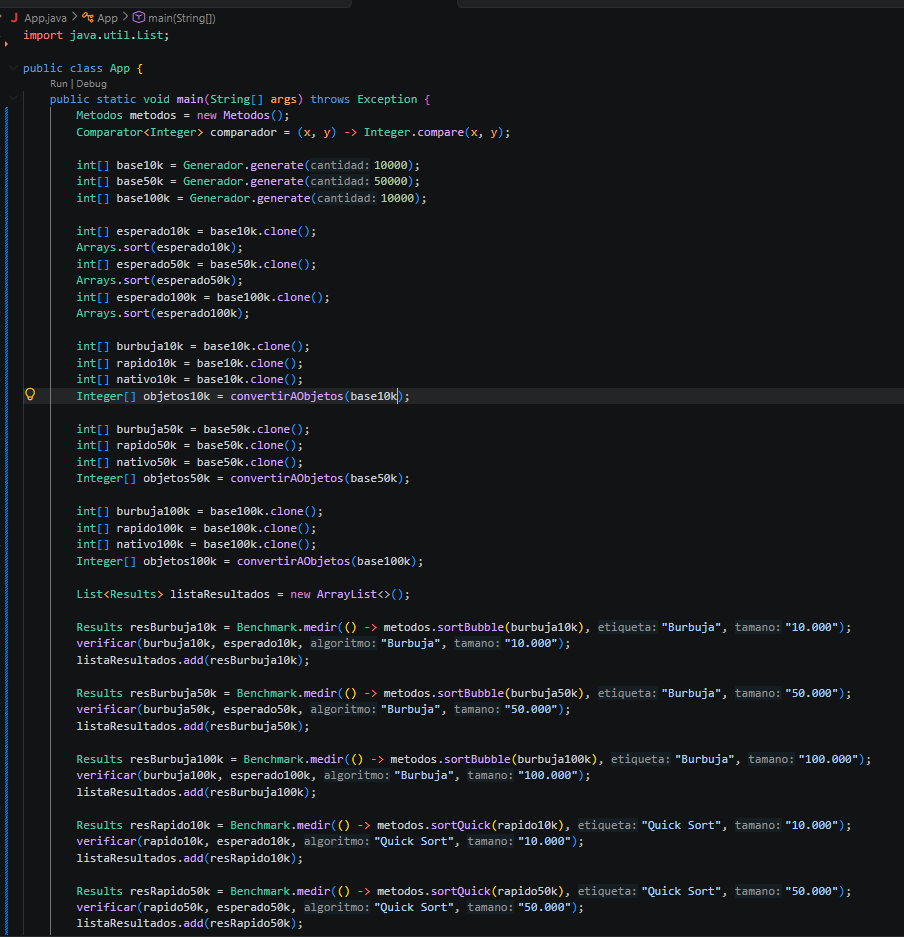 App.java > App > main(String[])
import java.util.List;
public class App {
Run | Debug
public static void main(String[] args) throws Exception {
Metodos metodos = new Metodos();
Comparator<Integer> comparador = (x, y) -> Integer.compare(x, y);
int[] base10k = Generador.generate(cantidad: 10000);
int[] base50k = Generador.generate(cantidad: 50000);
int[] base100k = Generador.generate(cantidad: 10000);
int[] esperado10k = base10k.clone();
Arrays.sort(esperado10k);
int[] esperado50k = base50k.clone();
Arrays.sort(esperado50k);
int[] esperado100k = base100k.clone();
Arrays.sort(esperado100k);
int[] burbuja10k = base10k.clone();
int[] rapido10k = base10k.clone();
int[] nativo10k = base10k.clone();
Integer[] objetos10k = convertirAObjetos(base10k);
int[] burbuja50k = base50k.clone();
int[] rapido50k = base50k.clone();
int[] nativo50k = base50k.clone();
Integer[] objetos50k = convertirAObjetos(base50k);
int[] burbuja100k = base100k.clone();
int[] rapido100k = base100k.clone();
int[] nativo100k = base100k.clone();
Integer[] objetos100k = convertirAObjetos(base100k);
List<Results> listaResultados = new ArrayList<>();
Results resBurbuja10k = Benchmark.medir(() -> metodos.sortBubble(burbuja10k), etiqueta: "Burbuja", tamano: "10.000");
verificar(burbuja10k, esperado10k, algoritmo: "Burbuja", tamano: "10.000");
listaResultados.add(resBurbuja10k);
Results resBurbuja50k = Benchmark.medir(() -> metodos.sortBubble(burbuja50k), etiqueta: "Burbuja", tamano: "50.000");
verificar(burbuja50k, esperado50k, algoritmo: "Burbuja", tamano: "50.000");
listaResultados.add(resBurbuja50k);
Results resBurbuja100k = Benchmark.medir(() -> metodos.sortBubble(burbuja100k), etiqueta: "Burbuja", tamano: "100.000");
verificar(burbuja100k, esperado100k, algoritmo: "Burbuja", tamano: "100.000");
listaResultados.add(resBurbuja100k);
Results resRapido10k = Benchmark.medir(() -> metodos.sortQuick(rapido10k), etiqueta: "Quick Sort", tamano: "10.000");
verificar(rapido10k, esperado10k, algoritmo: "Quick Sort", tamano: "10.000");
listaResultados.add(resRapido10k);
Results resRapido50k = Benchmark.medir(() -> metodos.sortQuick(rapido50k), etiqueta: "Quick Sort", tamano: "50.000");
verificar(rapido50k, esperado50k, algoritmo: "Quick Sort", tamano: "50.000");
listaResultados.add(resRapido50k);